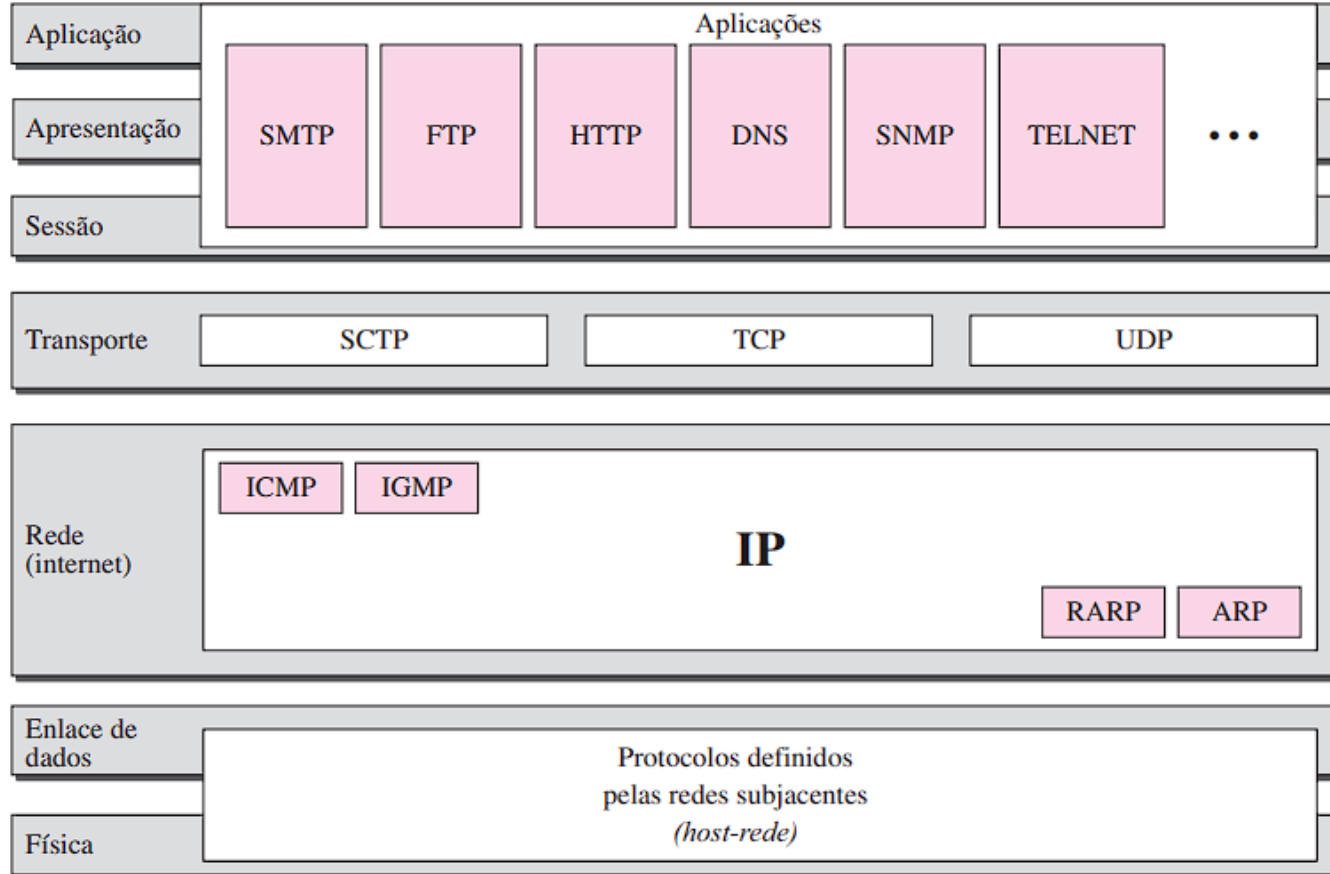 Aplicação
Aplicações
Apresentação
SMTP
FTP
HTTP
DNS
SNMP
TELNET
•••
Sessão
Transporte
SCTP
TCP
UDP
Rede
(internet)
ICMP
IGMP
IP
RARP
ARP
Enlace de
dados
Protocolos definidos
pelas redes subjacentes
(host-rede)
Física